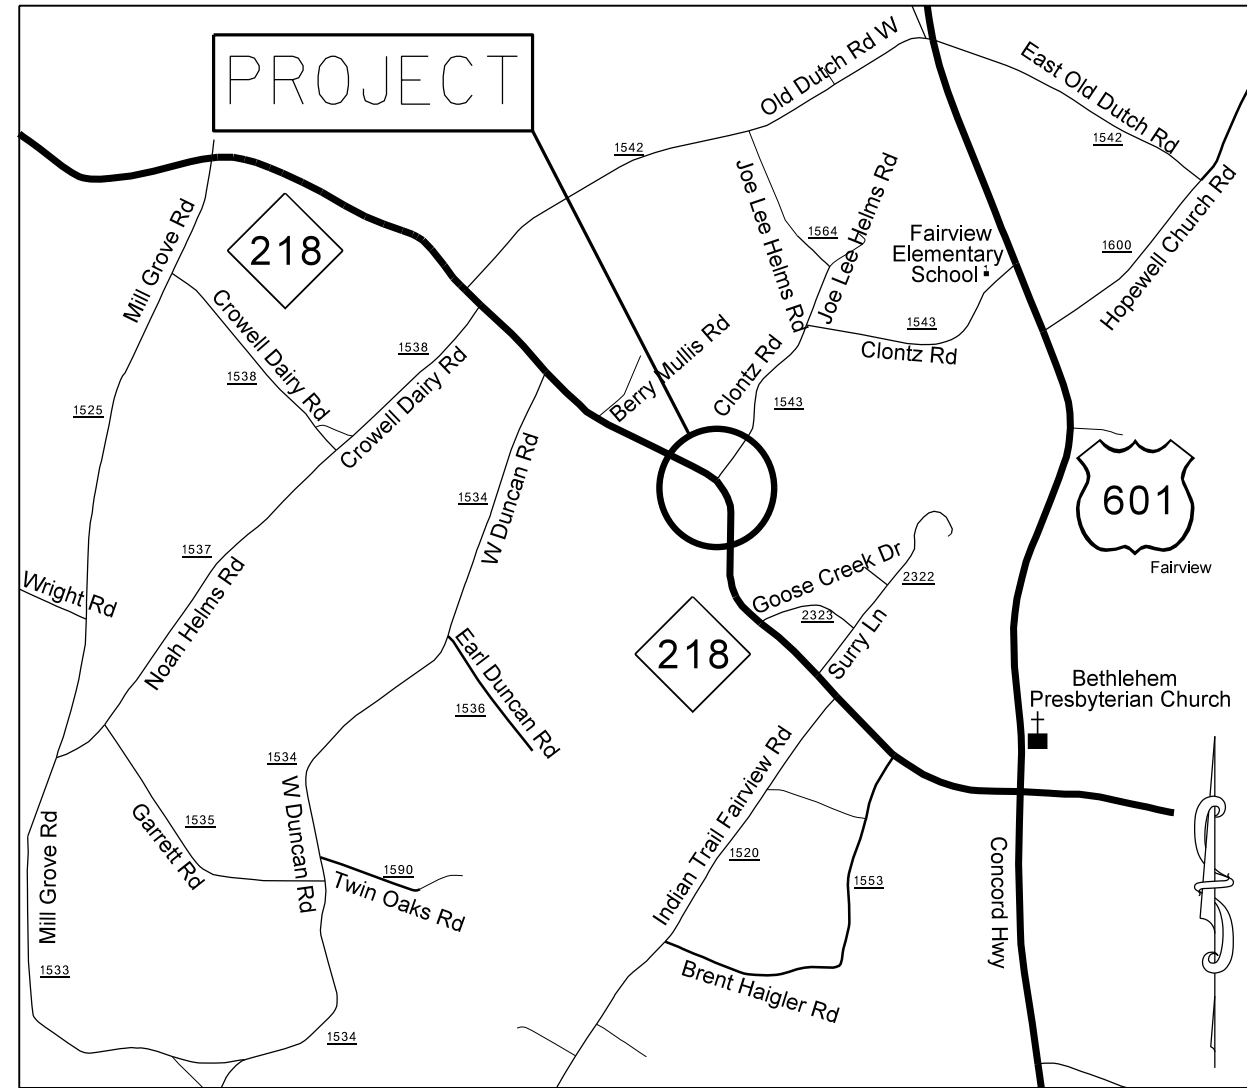 PROJECT
Old Dutch Rd W
East Old Dutch Rd
1542
1542
Mill Grove Rd
218
Joe Lee Helms Rd
Joe Lee Helms Rd
1564
Fairview
Elementary
School
1600
Hopewell Church Rd
Crowell Dairy Rd
1538
1538
Crowell Dairy Rd
Berry Mullis Rd
Clontz Rd
1543
Clontz Rd
1543
1525
1534
W Duncan Rd
601
Fairview
1537
Noah Helms Rd
Wright Rd
Goose Creek Dr
2322
2323
Surry Ln
218
Earl Duncan Rd
1536
Bethlehem
Presbyterian Church
1534
W Duncan Rd
Indian Trail Fairview Rd
1520
Garrett Rd
1535
Mill Grove Rd
1590
Twin Oaks Rd
1553
Concord Hwy
1533
Brent Haigler Rd
1534